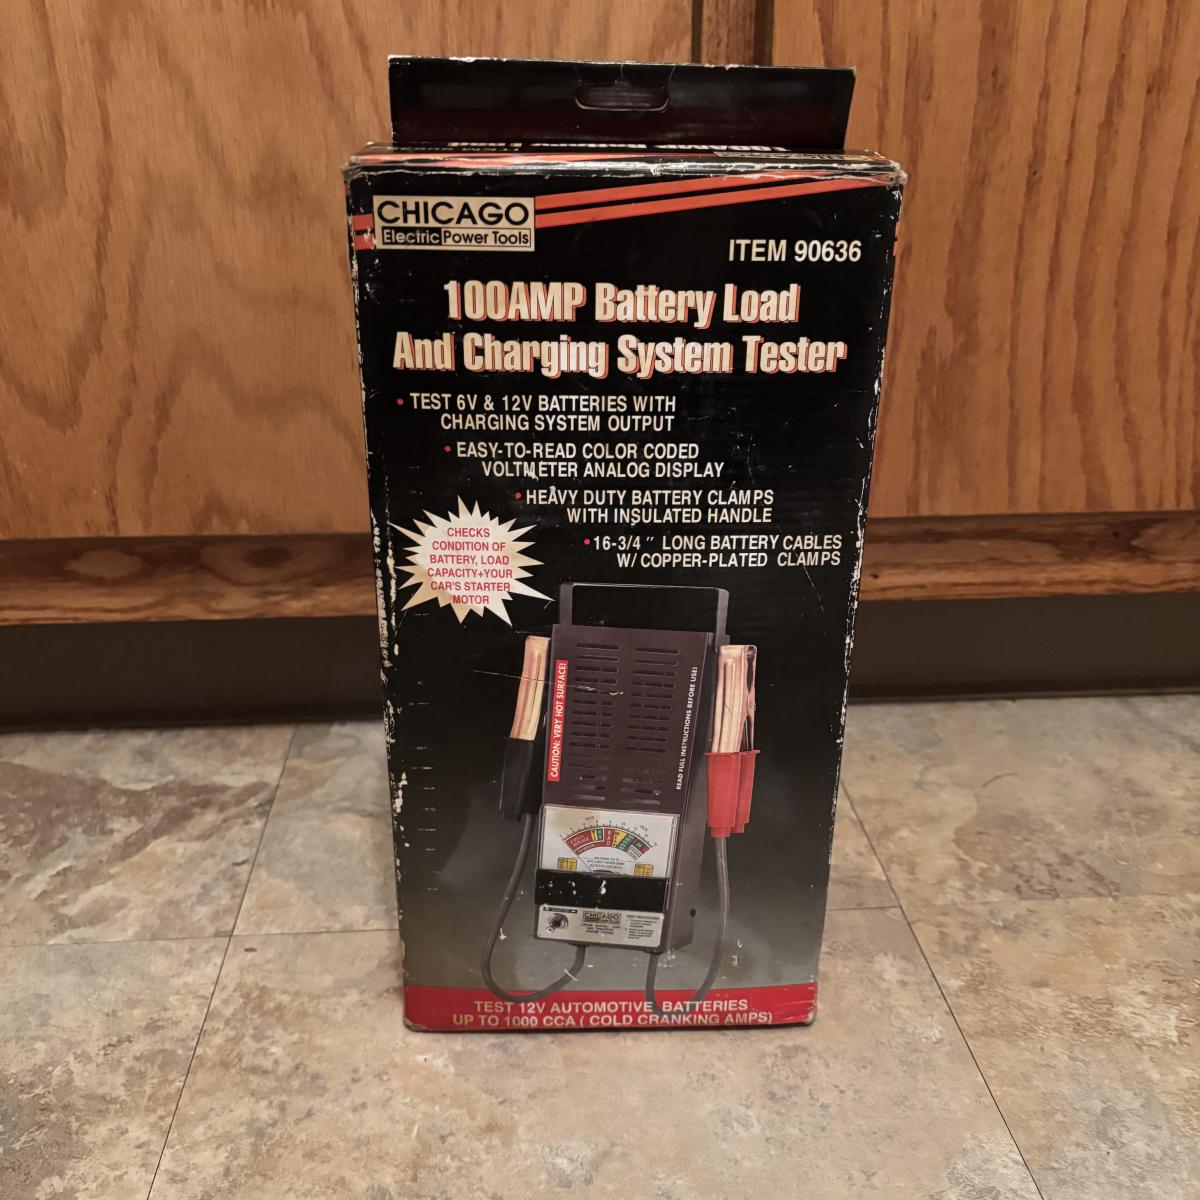 CHICAGO
Electric Power Tools
ITEM 90636
100AMP Battery Load
And Charging System Tester
• TEST 6V & 12V BATTERIES WITH
CHARGING SYSTEM OUTPUT
• EASY-TO-READ COLOR CODED
VOLTMETER ANALOG DISPLAY
• HEAVY DUTY BATTERY CLAMPS
WITH INSULATED HANDLE
• 16-3/4 " LONG BATTERY CABLES
W/ COPPER-PLATED CLAMPS
CHECKS
CONDITION OF
BATTERY, LOAD
CAPACITY+YOUR
CAR'S STARTER
MOTOR
CAUTION: VERY HOT SURFACE!
READ FULL INSTRUCTIONS BEFORE USE!
CHICAGO
TEST 12V AUTOMOTIVE BATTERIES
UP TO 1000 CCA ( COLD CRANKING AMPS)